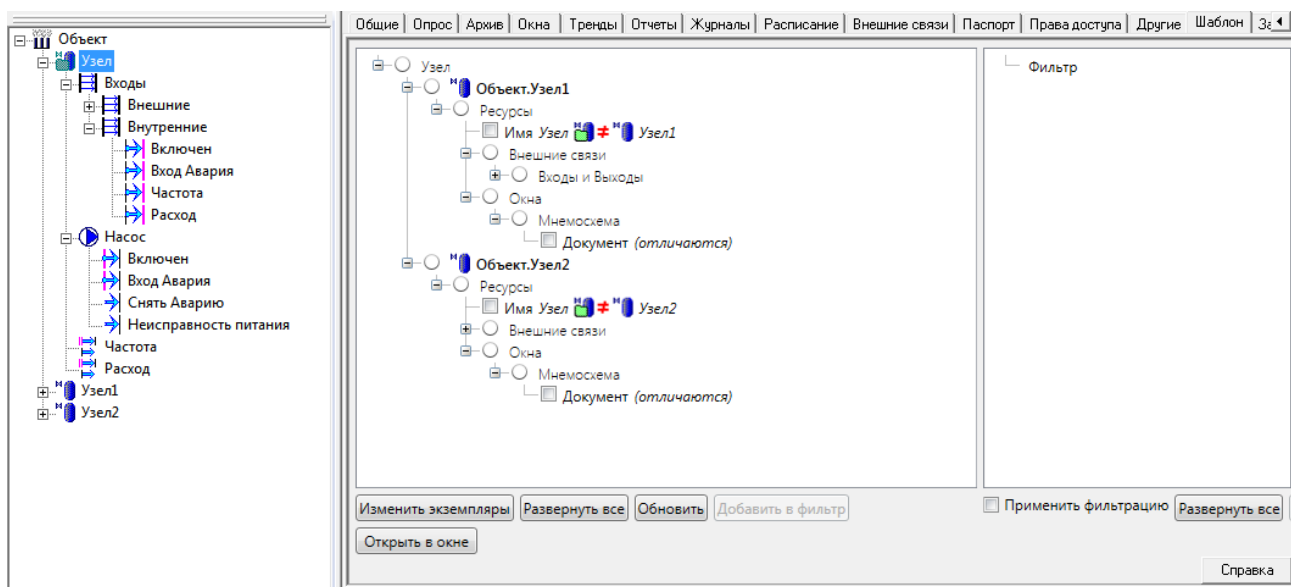 Объект
Узел
Входы
Внешние
Внутренние
Включен
Вход Авария
Частота
Расход
Насос
Включен
Вход Авария
Снять Аварию
Неисправность питания
Частота
Расход
Узел1
Узел2
Общие Опрос Архив Окна Тренды Отчеты Журналы Расписание Внешние связи Паспорт Права доступа Другие Шаблон
Узел
Объект.Узел1
Ресурсы
Имя Узел ≠ Узел1
Внешние связи
Входы и Выходы
Окна
Мнемосхема
Документ (отличаются)
Объект.Узел2
Ресурсы
Имя Узел ≠ Узел2
Внешние связи
Окна
Мнемосхема
Документ (отличаются)
Фильтр
Изменить экземпляры Развернуть все Обновить Добавить в фильтр
Открыть в окне
Применить фильтрацию Развернуть все
Справка